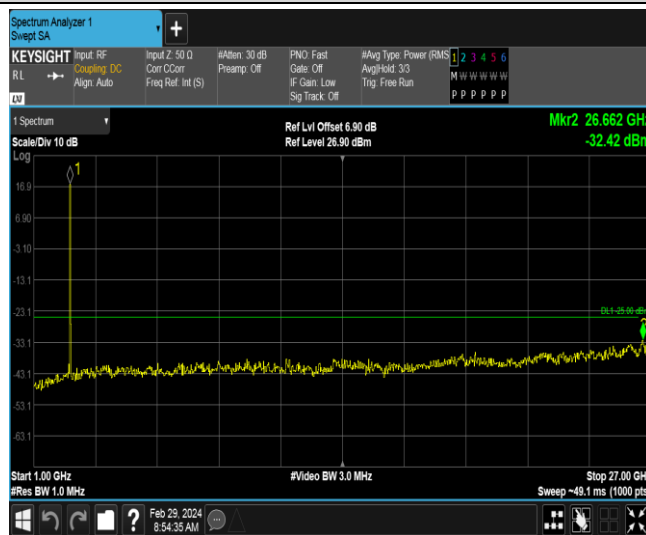 Spectrum Analyzer 1
Swept SA
+
KEYSIGHT Input: RF Input Z: 50 Ω #Atten: 30 dB PNO: Fast #Avg Type: Power (RMS 1 2 3 4 5 6
RL Coupling: DC Corr CCorr Preamp: Off Gate: Off Avg|Hold: 3/3 M W W W W W
Align: Auto Freq Ref: Int (S) IF Gain: Low Trig: Free Run
LXI Sig Track: Off P P P P P P
1 Spectrum Ref Lvl Offset 6.90 dB Mkr2 26.662 GHz
Scale/Div 10 dB Ref Level 26.90 dBm -32.42 dBm
Log
1
16.9
6.90
-3.10
-13.1
-23.1
DL1 -25.00 dBm
-33.1
-43.1
-53.1
-63.1
Start 1.00 GHz #Video BW 3.0 MHz Stop 27.00 GHz
#Res BW 1.0 MHz Sweep ~49.1 ms (1000 pts
? Feb 29, 2024
8:54:35 AM